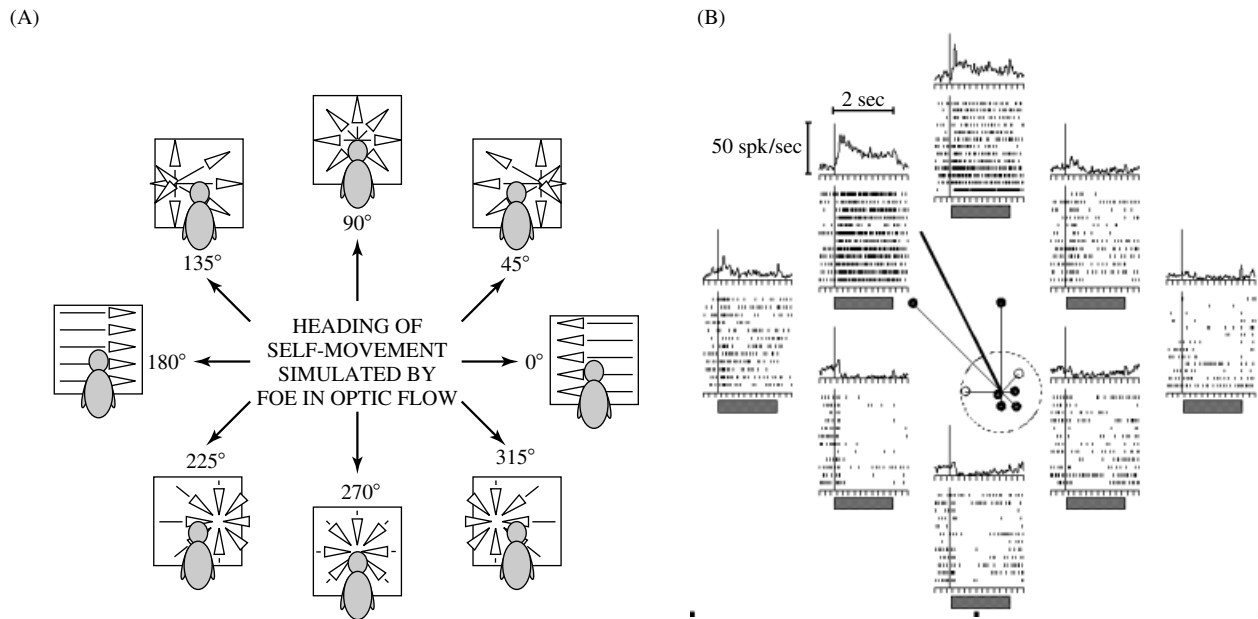 (A)
(B)
2 sec
50 spk/sec
90°
135°
45°
HEADING OF
SELF-MOVEMENT
SIMULATED BY
FOE IN OPTIC FLOW
180°
0°
225°
315°
270°